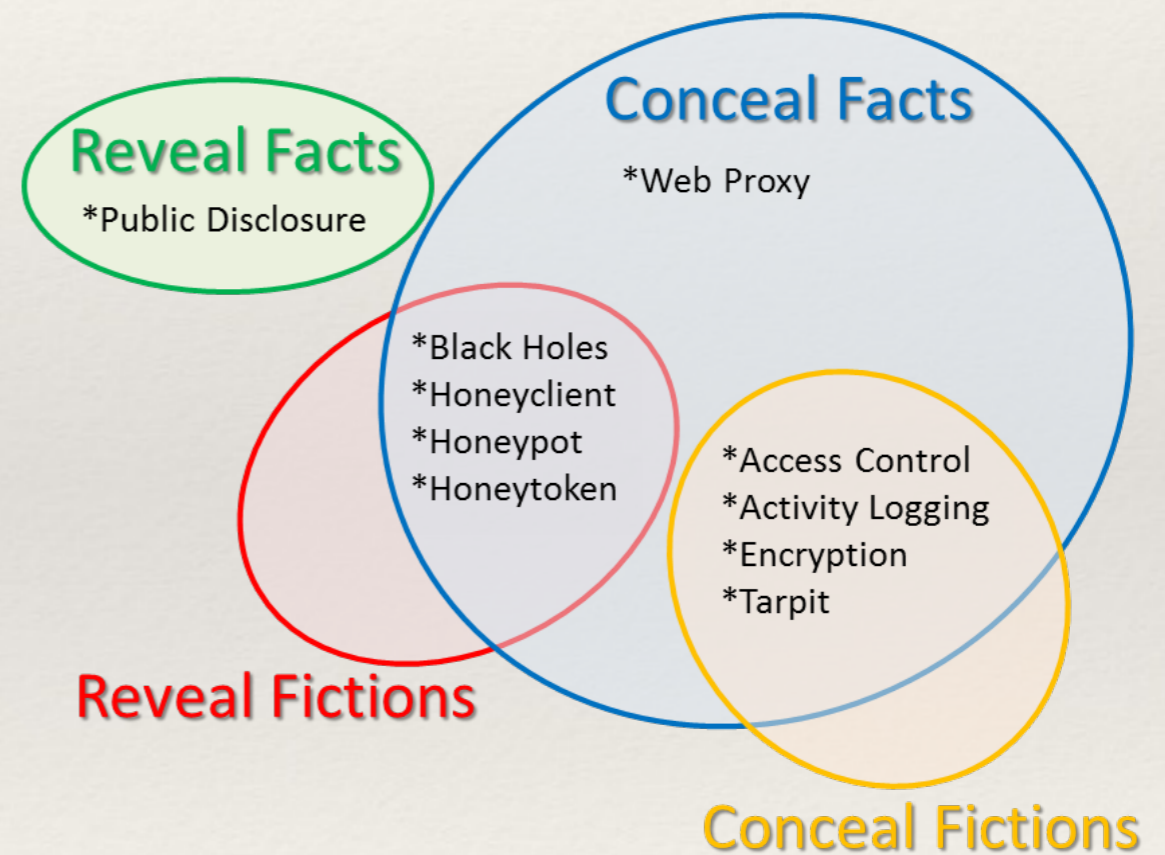 Reveal Facts
*Public Disclosure
Conceal Facts
*Web Proxy
*Black Holes
*Honeyclient
*Honeypot
*Honeytoken
*Access Control
*Activity Logging
*Encryption
*Tarpit
Reveal Fictions
Conceal Fictions